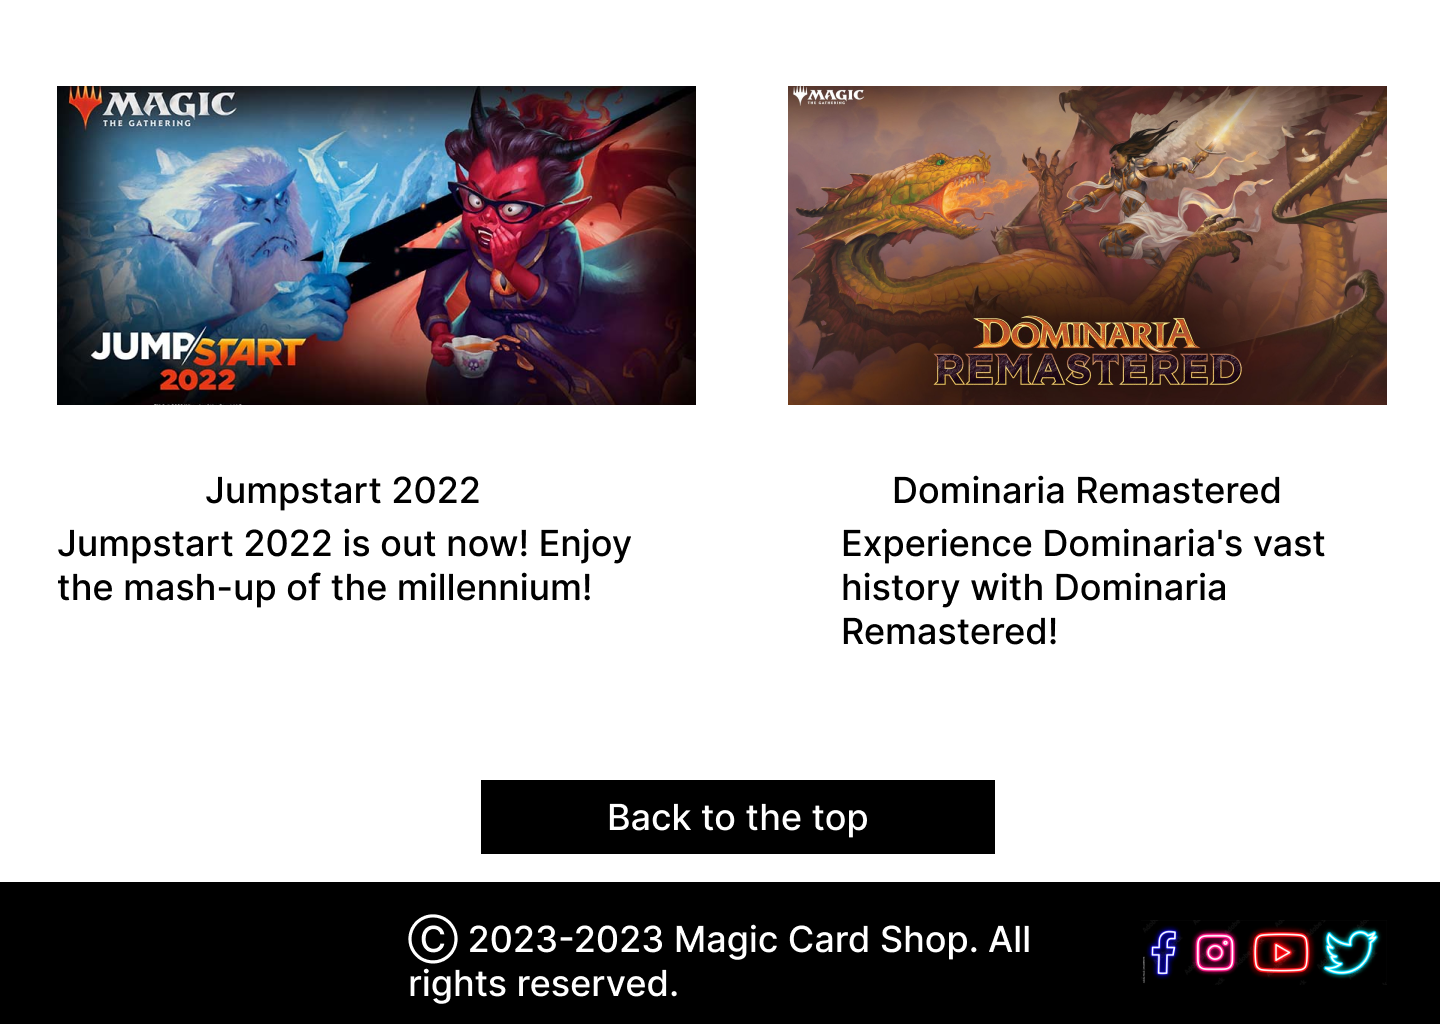 MAGIC
THE GATHERING
JUMP/START
2022
MAGIC
THE GATHERING
DOMINARIA
REMASTERED
Jumpstart 2022
Jumpstart 2022 is out now! Enjoy
the mash-up of the millennium!
Dominaria Remastered
Experience Dominaria's vast
history with Dominaria
Remastered!
Back to the top
© 2023-2023 Magic Card Shop. All
rights reserved.